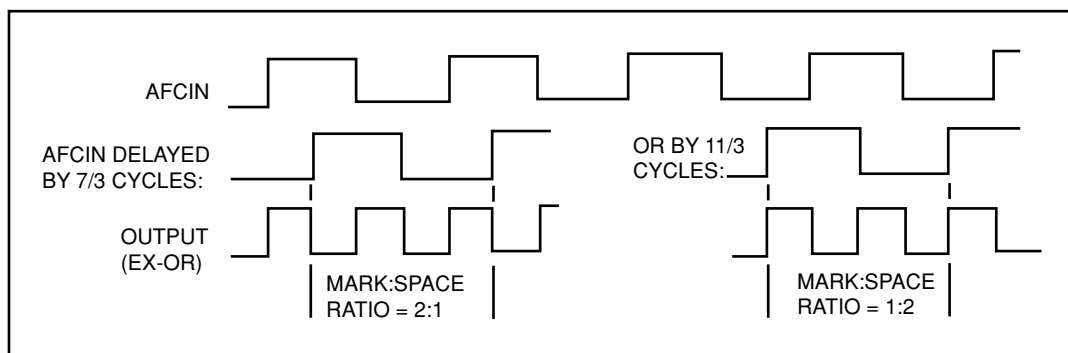 AFCIN
AFCIN DELAYED
BY 7/3 CYCLES:
OR BY 11/3
CYCLES:
OUTPUT
(EX-OR)
MARK:SPACE
RATIO = 2:1
MARK:SPACE
RATIO = 1:2